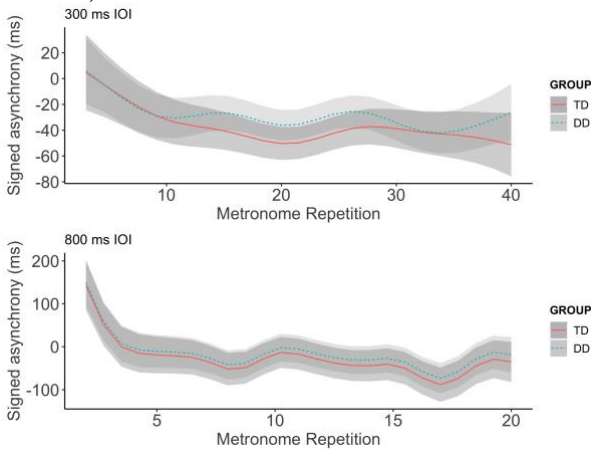 300 ms IOI
Signed asynchrony (ms)
20
0
-20
-40
-60
-80
10
20
30
40
Metronome Repetition
GROUP
TD
DD
800 ms IOI
Signed asynchrony (ms)
200
100
0
-100
5
10
15
20
Metronome Repetition
GROUP
TD
DD